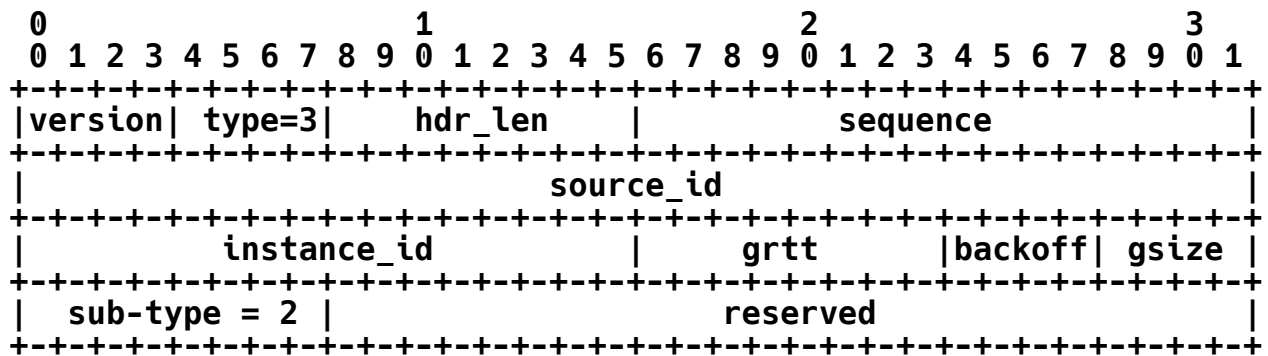 0                   1                   2                   3
 0 1 2 3 4 5 6 7 8 9 0 1 2 3 4 5 6 7 8 9 0 1 2 3 4 5 6 7 8 9 0 1
+-+-+-+-+-+-+-+-+-+-+-+-+-+-+-+-+-+-+-+-+-+-+-+-+-+-+-+-+-+-+-+-+
|version| type=3|    hdr_len    |          sequence             |
+-+-+-+-+-+-+-+-+-+-+-+-+-+-+-+-+-+-+-+-+-+-+-+-+-+-+-+-+-+-+-+-+
|                           source_id                           |
+-+-+-+-+-+-+-+-+-+-+-+-+-+-+-+-+-+-+-+-+-+-+-+-+-+-+-+-+-+-+-+-+
|          instance_id          |     grtt      |backoff| gsize |
+-+-+-+-+-+-+-+-+-+-+-+-+-+-+-+-+-+-+-+-+-+-+-+-+-+-+-+-+-+-+-+-+
|  sub-type = 2 |                    reserved                   |
+-+-+-+-+-+-+-+-+-+-+-+-+-+-+-+-+-+-+-+-+-+-+-+-+-+-+-+-+-+-+-+-+